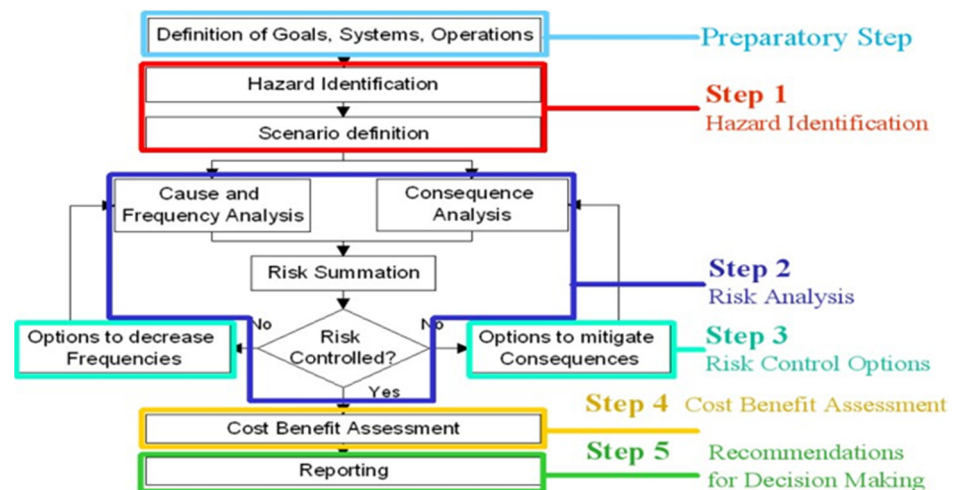 Definition of Goals, Systems, Operations
Preparatory Step
Hazard Identification
Step 1
Hazard Identification
Scenario definition
Cause and
Frequency Analysis
Consequence
Analysis
Risk Summation
Step 2
Risk Analysis
No
No
Options to decrease
Frequencies
Risk
Controlled?
Options to mitigate
Consequences
Step 3
Risk Control Options
Yes
Step 4 Cost Benefit Assessment
Cost Benefit Assessment
Step 5 Recommendations
for Decision Making
Reporting